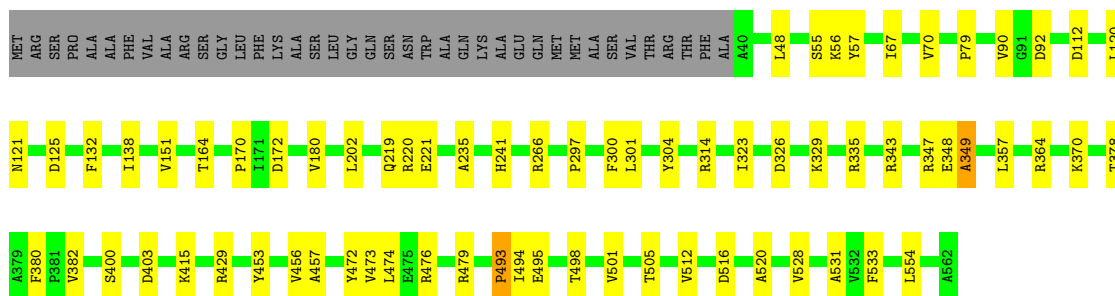 MET ARG SER PRO ALA ALA PHE VAL ALA ARG SER GLY LEU PHE LYS ALA SER LEU GLY GLN SER ASN TRP ALA GLN LYS ALA GLU GLN MET MET ALA SER VAL THR ARG THR PHE ALA A40 L48 S55 K56 Y57 I67 V70 P79 V90 G91 D92 D112 L120
N121 D125 F132 I138 V151 T164 P170 I171 D172 V180 L202 Q219 R220 E221 A235 H241 R266 P297 F300 L301 Y304 R314 I323 D326 K329 R335 R343 R347 E348 A349 L357 R364 K370 T378
A379 F380 P381 V382 S400 D403 K415 R429 Y453 V456 A457 Y472 V473 L474 E475 R476 R479 P493 I494 E495 T498 V501 T505 V512 D516 A520 V528 A531 V532 F533 L554 A562